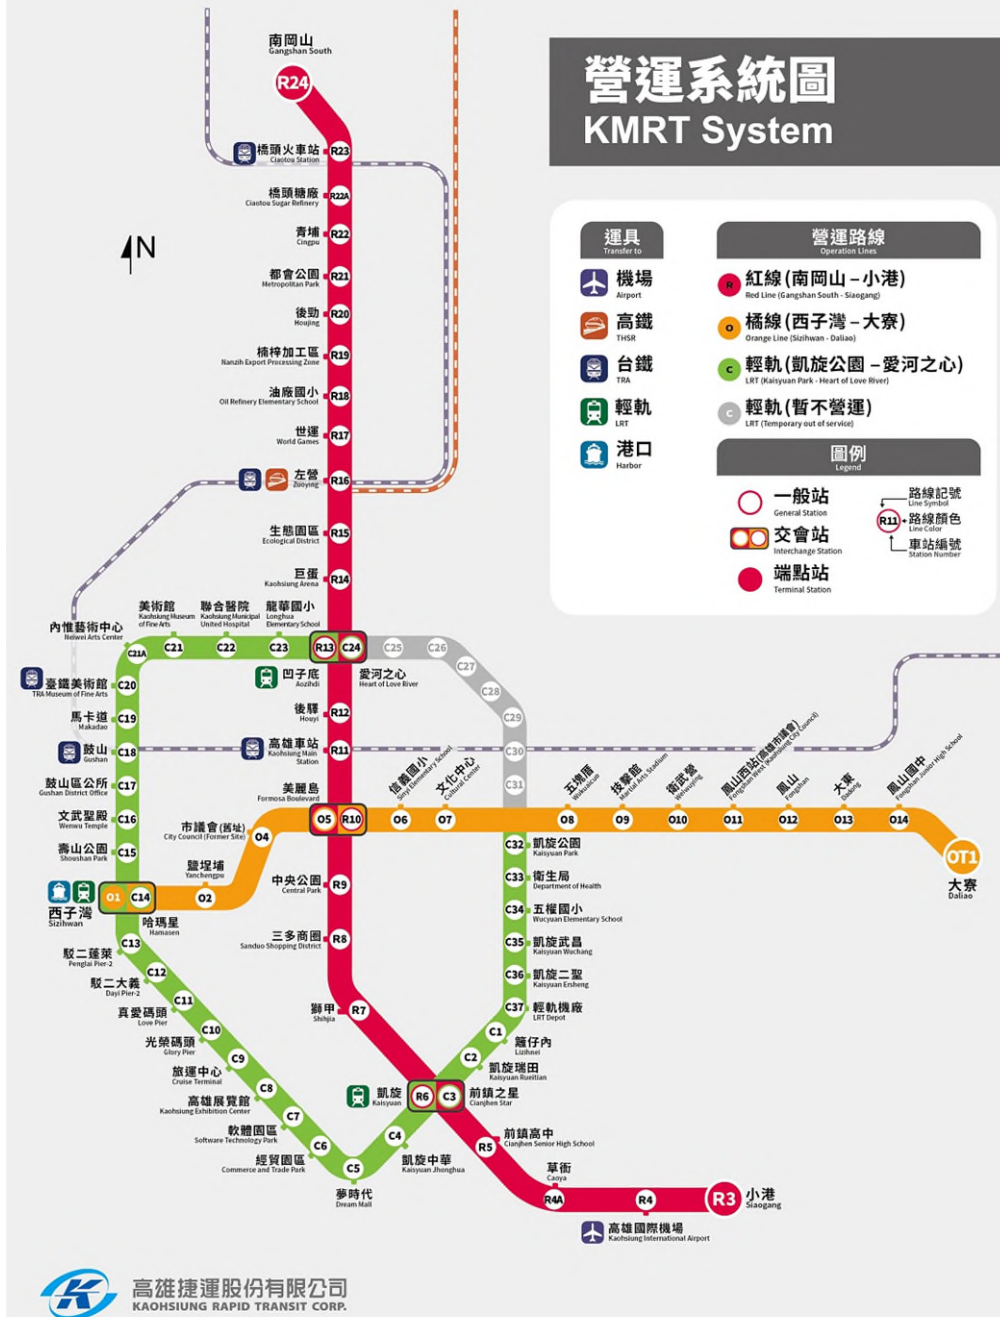 營運系統圖
KMRT System
運具
Transfer to
機場
Airport
高鐵
THSR
台鐵
TRA
輕軌
LRT
港口
Harbor
營運路線
Operation Lines
R
紅線(南岡山－小港)
Red Line (Gangshan South - Siaogang)
O
橘線(西子灣－大寮)
Orange Line (Sizihwan - Daliao)
C
輕軌(凱旋公園－愛河之心)
LRT (Kaisyuan Park - Heart of Love River)
C
輕軌(暫不營運)
LRT (Temporary out of service)
圖例
Legend
一般站
General Station
交會站
Interchange Station
端點站
Terminal Station
R11
路線記號
Line Symbol
路線顏色
Line Color
車站編號
Station Number
N
南岡山
Gangshan South
R24
橋頭火車站
Ciaotou Station
R23
橋頭糖廠
Ciaotou Sugar Refinery
R22A
青埔
Cingpu
R22
都會公園
Metropolitan Park
R21
後勁
Houjing
R20
楠梓加工區
Nanzih Export Processing Zone
R19
油廠國小
Oil Refinery Elementary School
R18
世運
World Games
R17
左營
Zuoying
R16
生態園區
Ecological District
R15
巨蛋
Kaohsiung Arena
R14
美術館
Kaohsiung Museum
of Fine Arts
C21
聯合醫院
Kaohsiung Municipal
United Hospital
C22
龍華國小
Longhua
Elementary School
C23
內惟藝術中心
Neiwei Arts Center
C21A
R13
C24
凹子底
Aozihdi
愛河之心
Heart of Love River
C25
C26
C27
C28
C29
C30
C31
臺鐵美術館
TRA Museum of Fine Arts
C20
馬卡道
Makadao
C19
鼓山
Gushan
C18
鼓山區公所
Gushan District Office
C17
文武聖殿
Wenwu Temple
C16
壽山公園
Shoushan Park
C15
後驛
Houyi
R12
高雄車站
Kaohsiung Main
Station
R11
美麗島
Formosa Boulevard
O5
R10
市議會(舊址)
City Council (Former Site)
O4
鹽埕埔
Yanchengpu
O2
O1
C14
西子灣
Sizihwan
哈瑪星
Hamasen
信義國小
Sinyi Elementary School
O6
文化中心
Cultural Center
O7
五塊厝
Wukuaicuo
O8
技擊館
Martial Arts Stadium
O9
衛武營
Weiwuying
O10
鳳山西站(高雄市議會)
Fongshan West (Kaohsiung City Council)
O11
鳳山
Fongshan
O12
大東
Dadong
O13
鳳山國中
Fongshan Junior High School
O14
OT1
大寮
Daliao
中央公園
Central Park
R9
三多商圈
Sanduo Shopping District
R8
獅甲
Shihjia
R7
C32
凱旋公園
Kaisyuan Park
C33
衛生局
Department of Health
C34
五權國小
Wucyuan Elementary School
C35
凱旋武昌
Kaisyuan Wuchang
C36
凱旋二聖
Kaisyuan Ersheng
C37
輕軌機廠
LRT Depot
C1
籬仔內
Lizihnei
C2
凱旋瑞田
Kaisyuan Rueitian
凱旋
Kaisyuan
R6
C3
前鎮之星
Cianjhen Star
C4
凱旋中華
Kaisyuan Jhonghua
C5
夢時代
Dream Mall
C13
駁二蓬萊
Penglai Pier-2
C12
駁二大義
Dayi Pier-2
C11
真愛碼頭
Love Pier
C10
光榮碼頭
Glory Pier
C9
旅運中心
Cruise Terminal
C8
高雄展覽館
Kaohsiung Exhibition Center
C7
軟體園區
Software Technology Park
C6
經貿園區
Commerce and Trade Park
R5
前鎮高中
Cianjhen Senior High School
草衙
Caoya
R4A
R4
高雄國際機場
Kaohsiung International Airport
R3
小港
Siaogang
高雄捷運股份有限公司
KAOHSIUNG RAPID TRANSIT CORP.